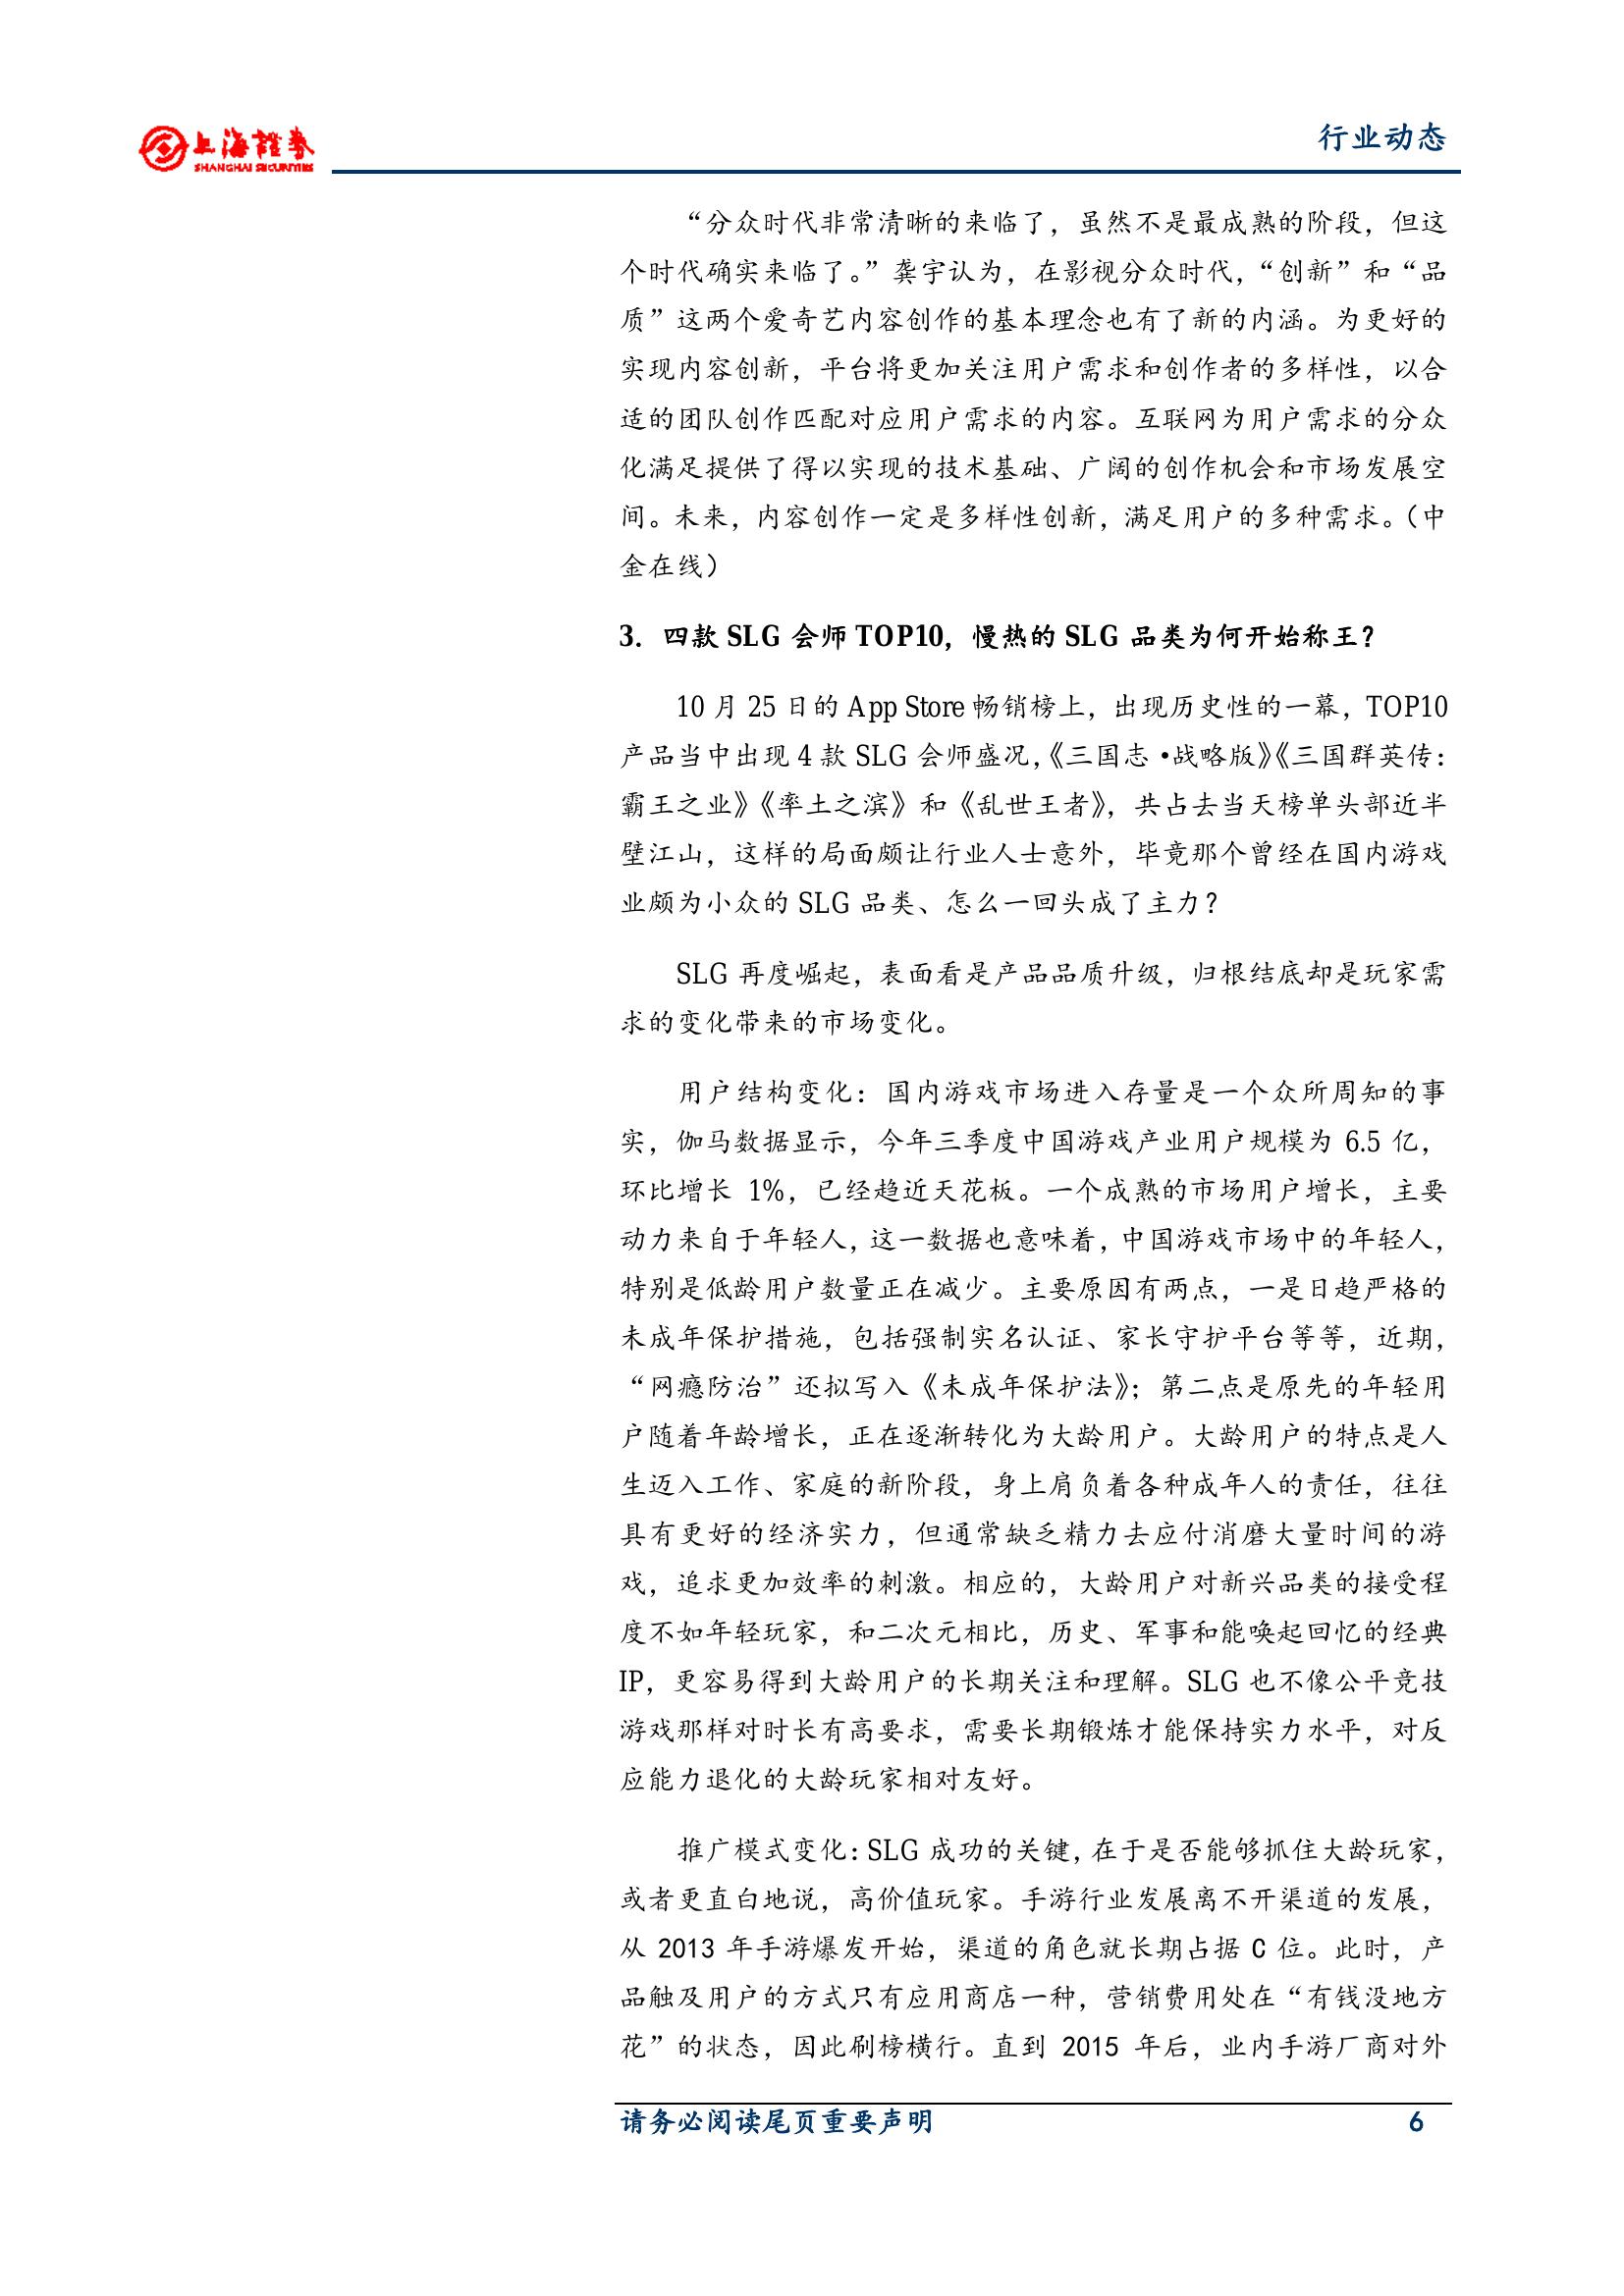 上海證券
SHANGHAI SECURITIES
行业动态
“分众时代非常清晰的来临了，虽然不是最成熟的阶段，但这
个时代确实来临了。”龚宇认为，在影视分众时代，“创新”和“品
质”这两个爱奇艺内容创作的基本理念也有了新的内涵。为更好的
实现内容创新，平台将更加关注用户需求和创作者的多样性，以合
适的团队创作匹配对应用户需求的内容。互联网为用户需求的分众
化满足提供了得以实现的技术基础、广阔的创作机会和市场发展空
间。未来，内容创作一定是多样性创新，满足用户的多种需求。（中
金在线）
3. 四款 SLG 会师 TOP10，慢热的 SLG 品类为何开始称王？
10 月 25 日的 App Store 畅销榜上，出现历史性的一幕，TOP10
产品当中出现 4 款 SLG 会师盛况，《三国志·战略版》《三国群英传：
霸王之业》《率土之滨》和《乱世王者》，共占去当天榜单头部近半
壁江山，这样的局面颇让行业人士意外，毕竟那个曾经在国内游戏
业颇为小众的 SLG 品类、怎么一回头成了主力？
SLG 再度崛起，表面看是产品品质升级，归根结底却是玩家需
求的变化带来的市场变化。
用户结构变化：国内游戏市场进入存量是一个众所周知的事
实，伽马数据显示，今年三季度中国游戏产业用户规模为 6.5 亿，
环比增长 1%，已经趋近天花板。一个成熟的市场用户增长，主要
动力来自于年轻人，这一数据也意味着，中国游戏市场中的年轻人，
特别是低龄用户数量正在减少。主要原因有两点，一是日趋严格的
未成年保护措施，包括强制实名认证、家长守护平台等等，近期，
“网瘾防治”还拟写入《未成年保护法》；第二点是原先的年轻用
户随着年龄增长，正在逐渐转化为大龄用户。大龄用户的特点是人
生迈入工作、家庭的新阶段，身上肩负着各种成年人的责任，往往
具有更好的经济实力，但通常缺乏精力去应付消磨大量时间的游
戏，追求更加效率的刺激。相应的，大龄用户对新兴品类的接受程
度不如年轻玩家，和二次元相比，历史、军事和能唤起回忆的经典
IP，更容易得到大龄用户的长期关注和理解。SLG 也不像公平竞技
游戏那样对时长有高要求，需要长期锻炼才能保持实力水平，对反
应能力退化的大龄玩家相对友好。
推广模式变化：SLG 成功的关键，在于是否能够抓住大龄玩家，
或者更直白地说，高价值玩家。手游行业发展离不开渠道的发展，
从 2013 年手游爆发开始，渠道的角色就长期占据 C 位。此时，产
品触及用户的方式只有应用商店一种，营销费用处在“有钱没地方
花”的状态，因此刷榜横行。直到 2015 年后，业内手游厂商对外
请务必阅读尾页重要声明 6